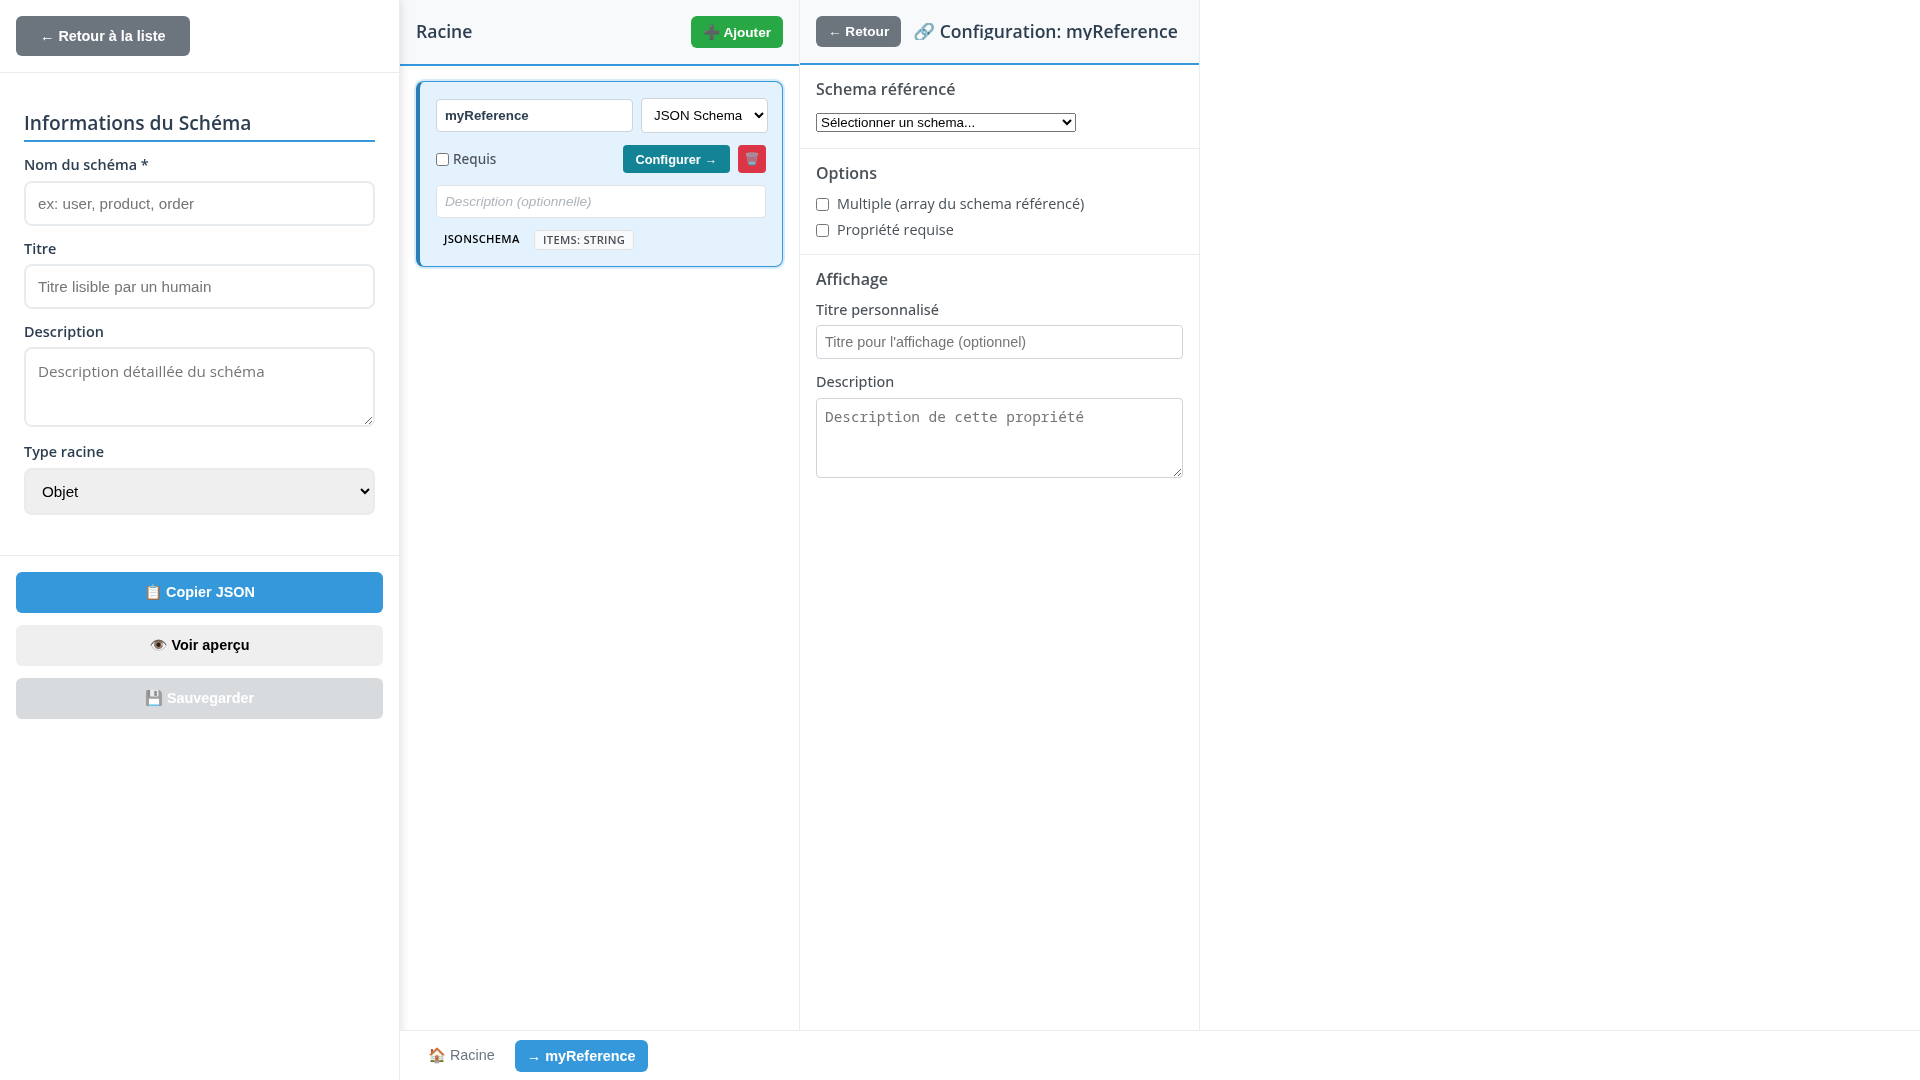 ← Retour à la liste
Informations du Schéma
Nom du schéma *
ex: user, product, order
Titre
Titre lisible par un humain
Description
Description détaillée du schéma
Type racine
Objet
📋 Copier JSON
👁️ Voir aperçu
💾 Sauvegarder
Racine
➕ Ajouter
myReference
JSON Schema
Requis
Configurer →
Description (optionnelle)
JSONSCHEMA
ITEMS: STRING
← Retour
🔗 Configuration: myReference
Schema référencé
Sélectionner un schema...
Options
Multiple (array du schema référencé)
Propriété requise
Affichage
Titre personnalisé
Titre pour l'affichage (optionnel)
Description
Description de cette propriété
🏠 Racine
→ myReference